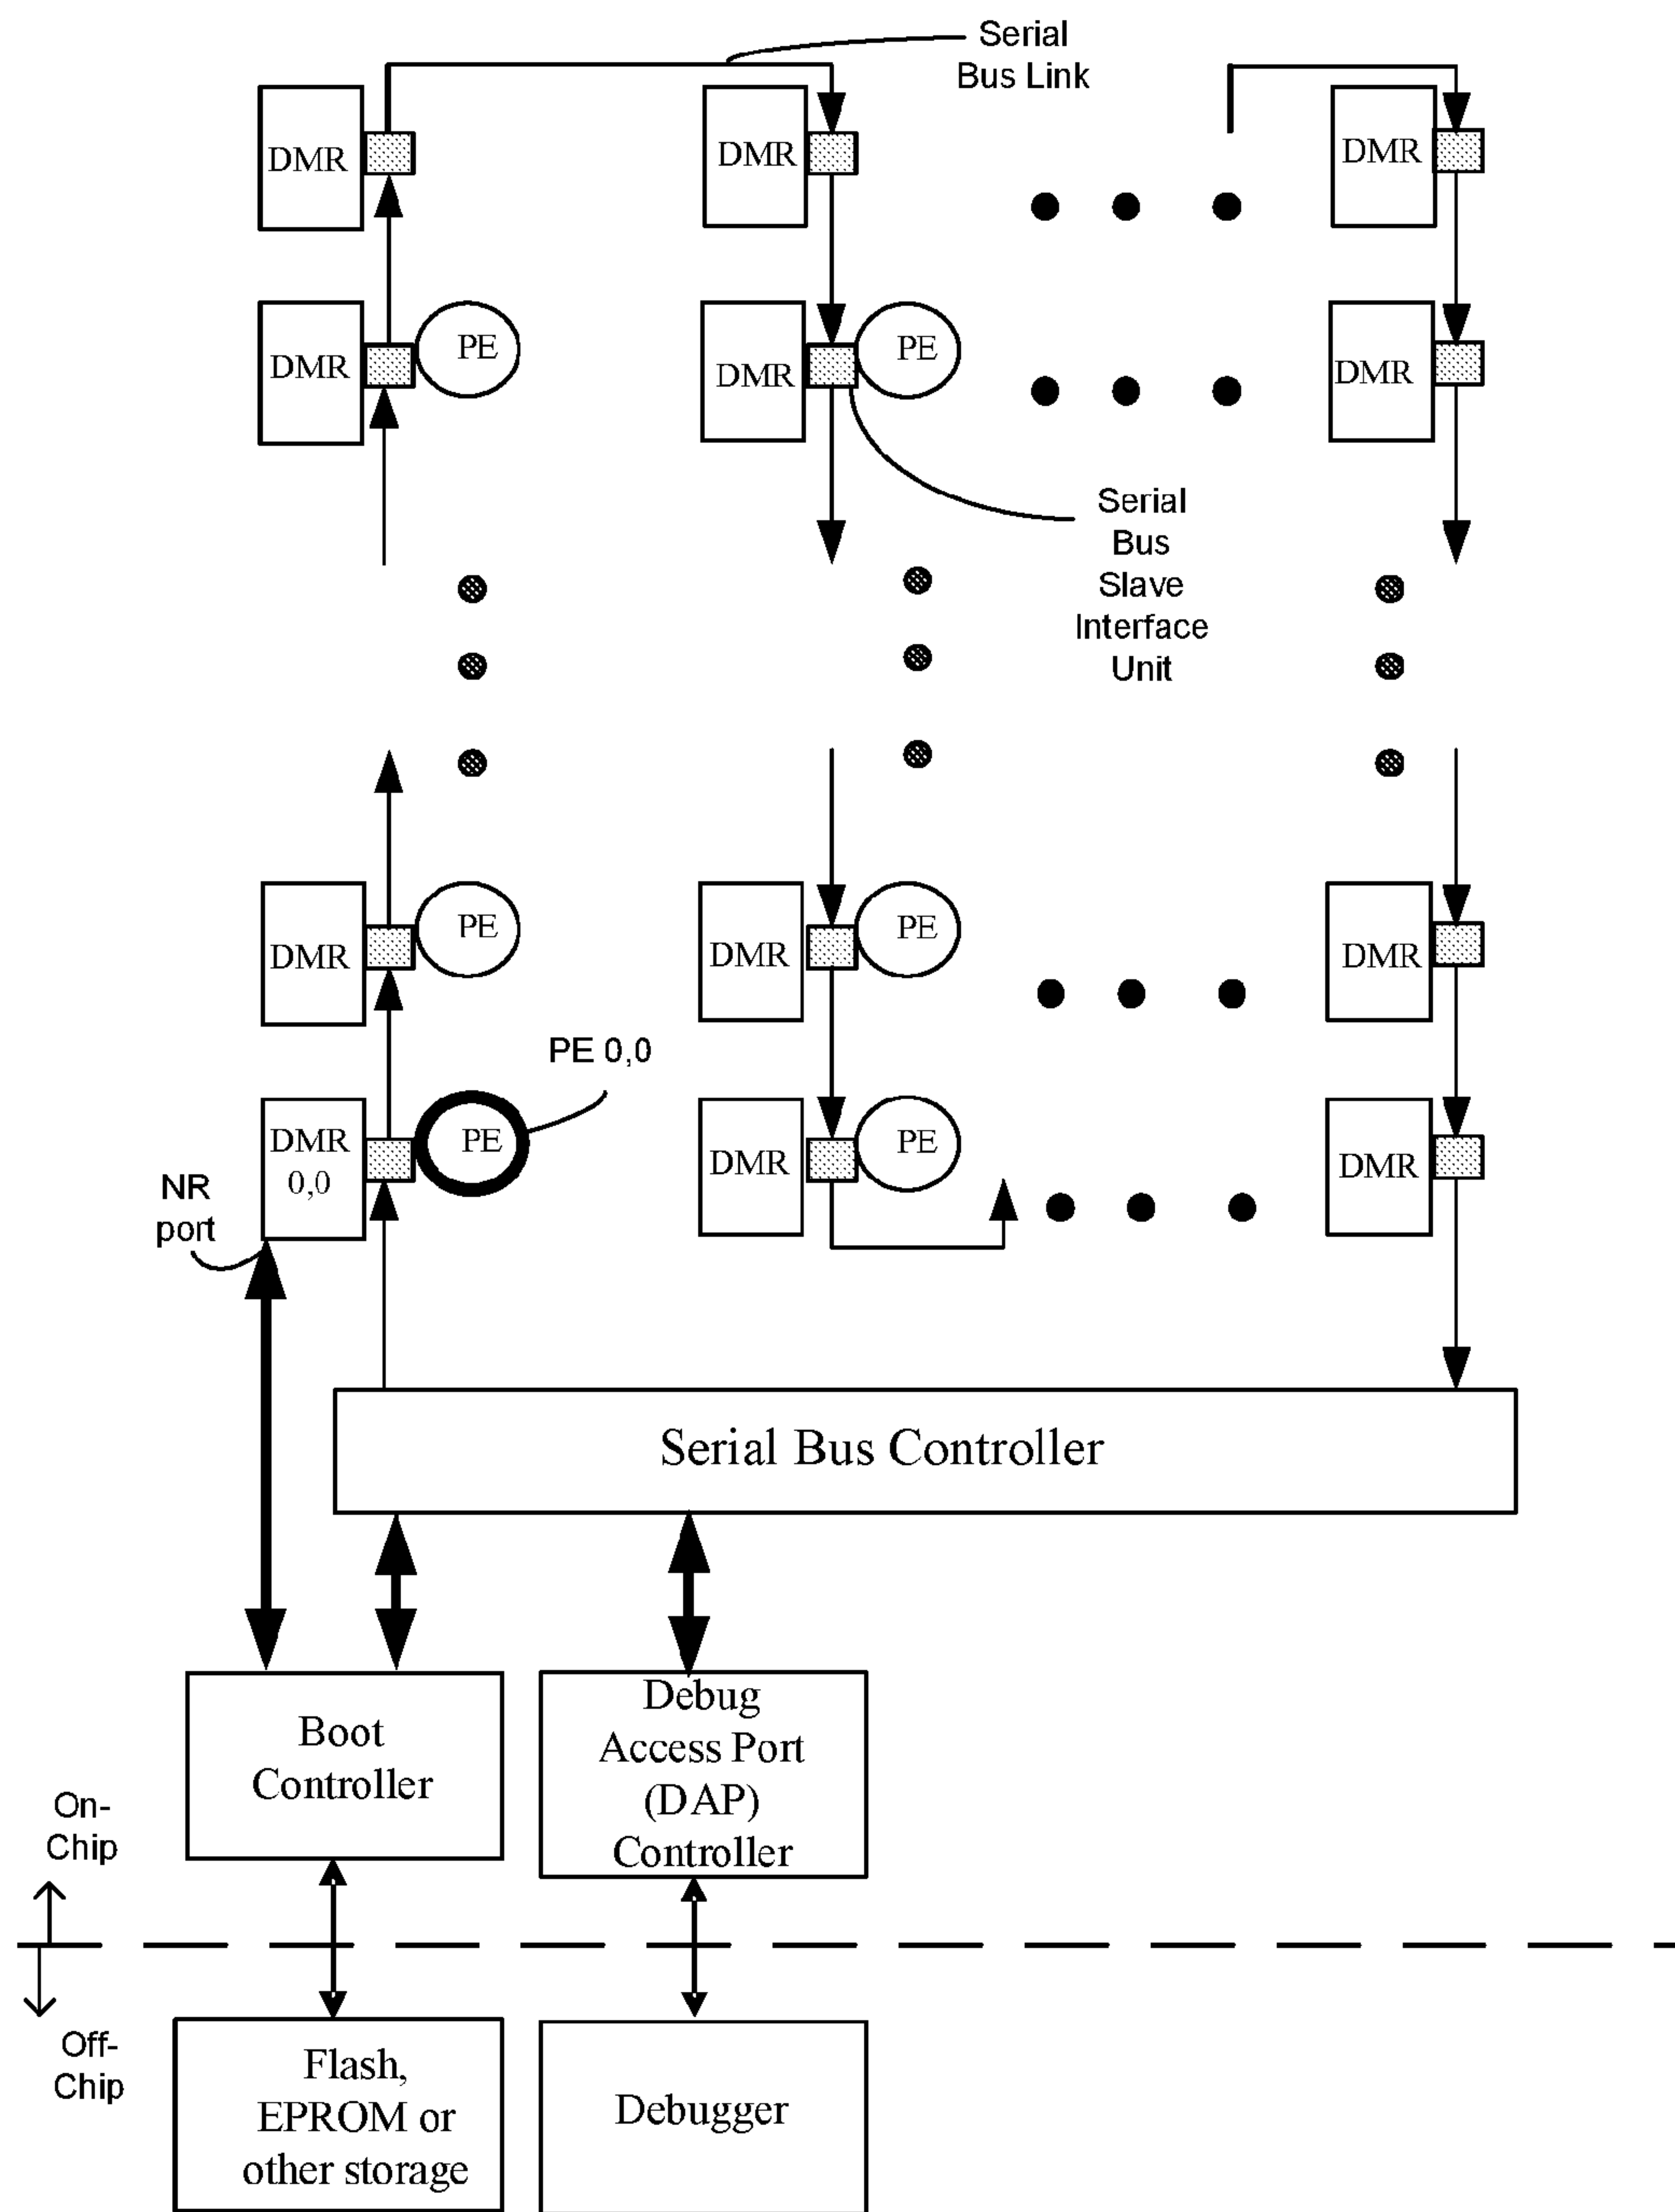 Serial
Bus Link
DMR
DMR
DMR
DMR
PE
DMR
PE
DMR
Serial
Bus
Slave
Interface
Unit
DMR
PE
DMR
PE
DMR
PE 0,0
DMR
0,0
PE
DMR
PE
DMR
NR
port
Serial Bus Controller
Boot
Controller
Debug
Access Port
(DAP)
Controller
On-
Chip
Off-
Chip
Flash,
EPROM or
other storage
Debugger